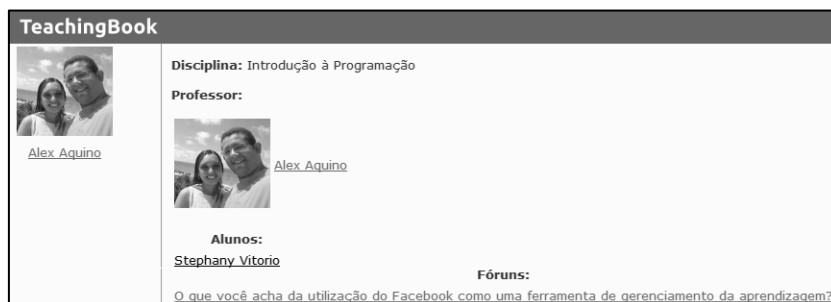 TeachingBook
Alex Aquino
Disciplina: Introdução à Programação
Professor:
Alex Aquino
Alunos:
Stephany Vitorio
Fóruns:
O que você acha da utilização do Facebook como uma ferramenta de gerenciamento da aprendizagem?